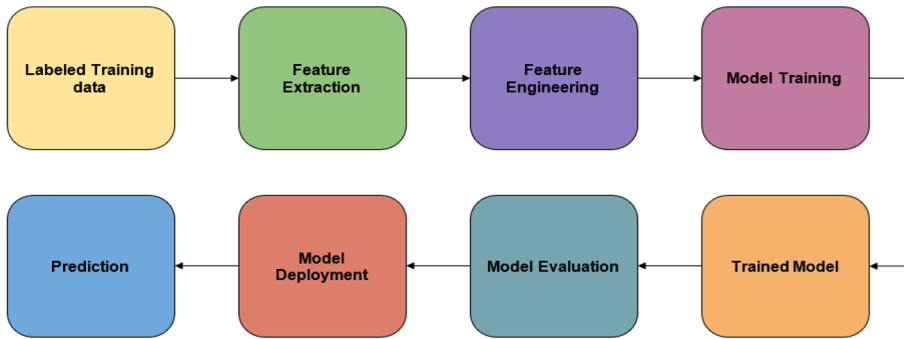 Labeled Training
data
Feature
Extraction
Feature
Engineering
Model Training
Prediction
Model
Deployment
Model Evaluation
Trained Model